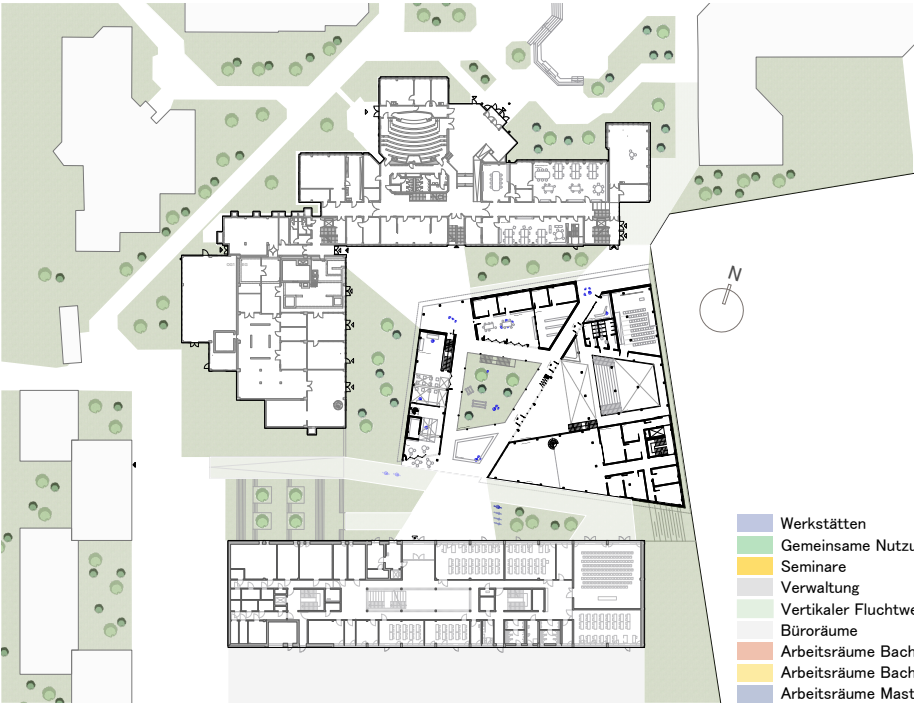 N
Werkstätten
Gemeinsame Nutzu
Seminare
Verwaltung
Vertikaler Fluchtwe
Büroräume
Arbeitsräume Bach
Arbeitsräume Bach
Arbeitsräume Mast